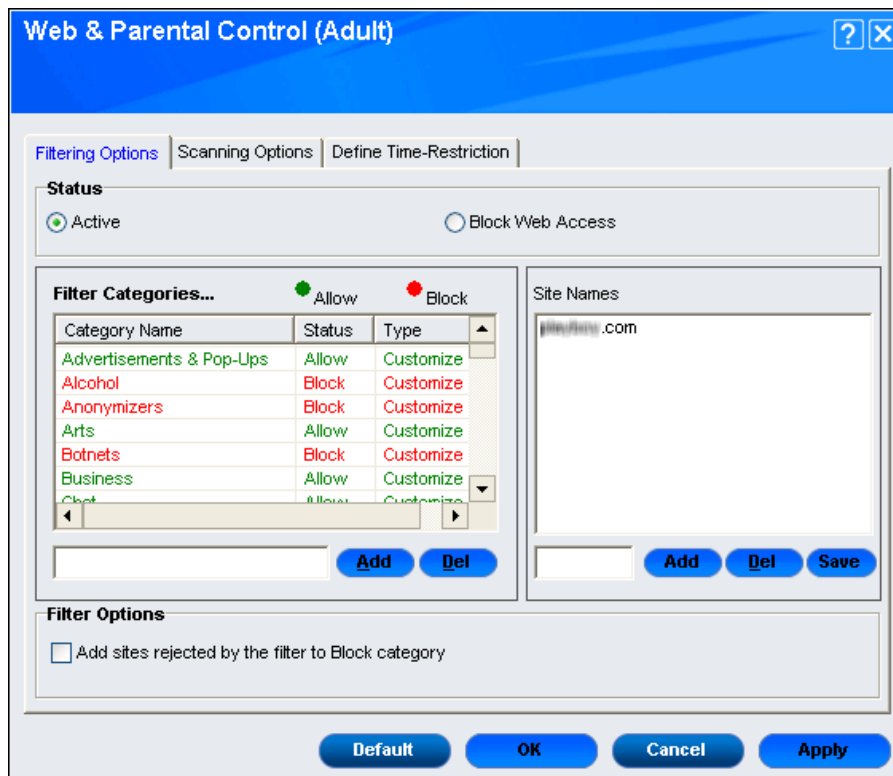 Web & Parental Control (Adult)
?
Filtering Options
Scanning Options
Define Time-Restriction
Status
Active
Block Web Access
Filter Categories...
Allow
Block
Category Name Status Type
Advertisements & Pop-Ups Allow Customize
Alcohol Block Customize
Anonymizers Block Customize
Arts Allow Customize
Botnets Block Customize
Business Allow Customize
Chat Allow Customize
Add
Del
Site Names
.com
Add
Del
Save
Filter Options
Add sites rejected by the filter to Block category
Default
OK
Cancel
Apply